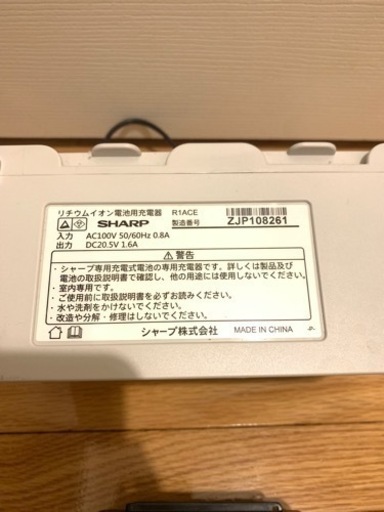 リチウムイオン電池用充電器 R1ACE
SHARP 製造番号 ZJP108261
入力 AC100V 50/60Hz 0.8A
出力 DC20.5V 1.6A
警告
・シャープ専用充電式電池の専用充電器です。詳しくは製品及び
電池の取扱説明書で確認し、他の用途には使用しないでください。
・室内専用です。
・ご使用前に取扱説明書を必ずお読みください。
・水や洗剤をかけないでください。
・改造や分解・修理はしないでください。
シャープ株式会社 MADE IN CHINA